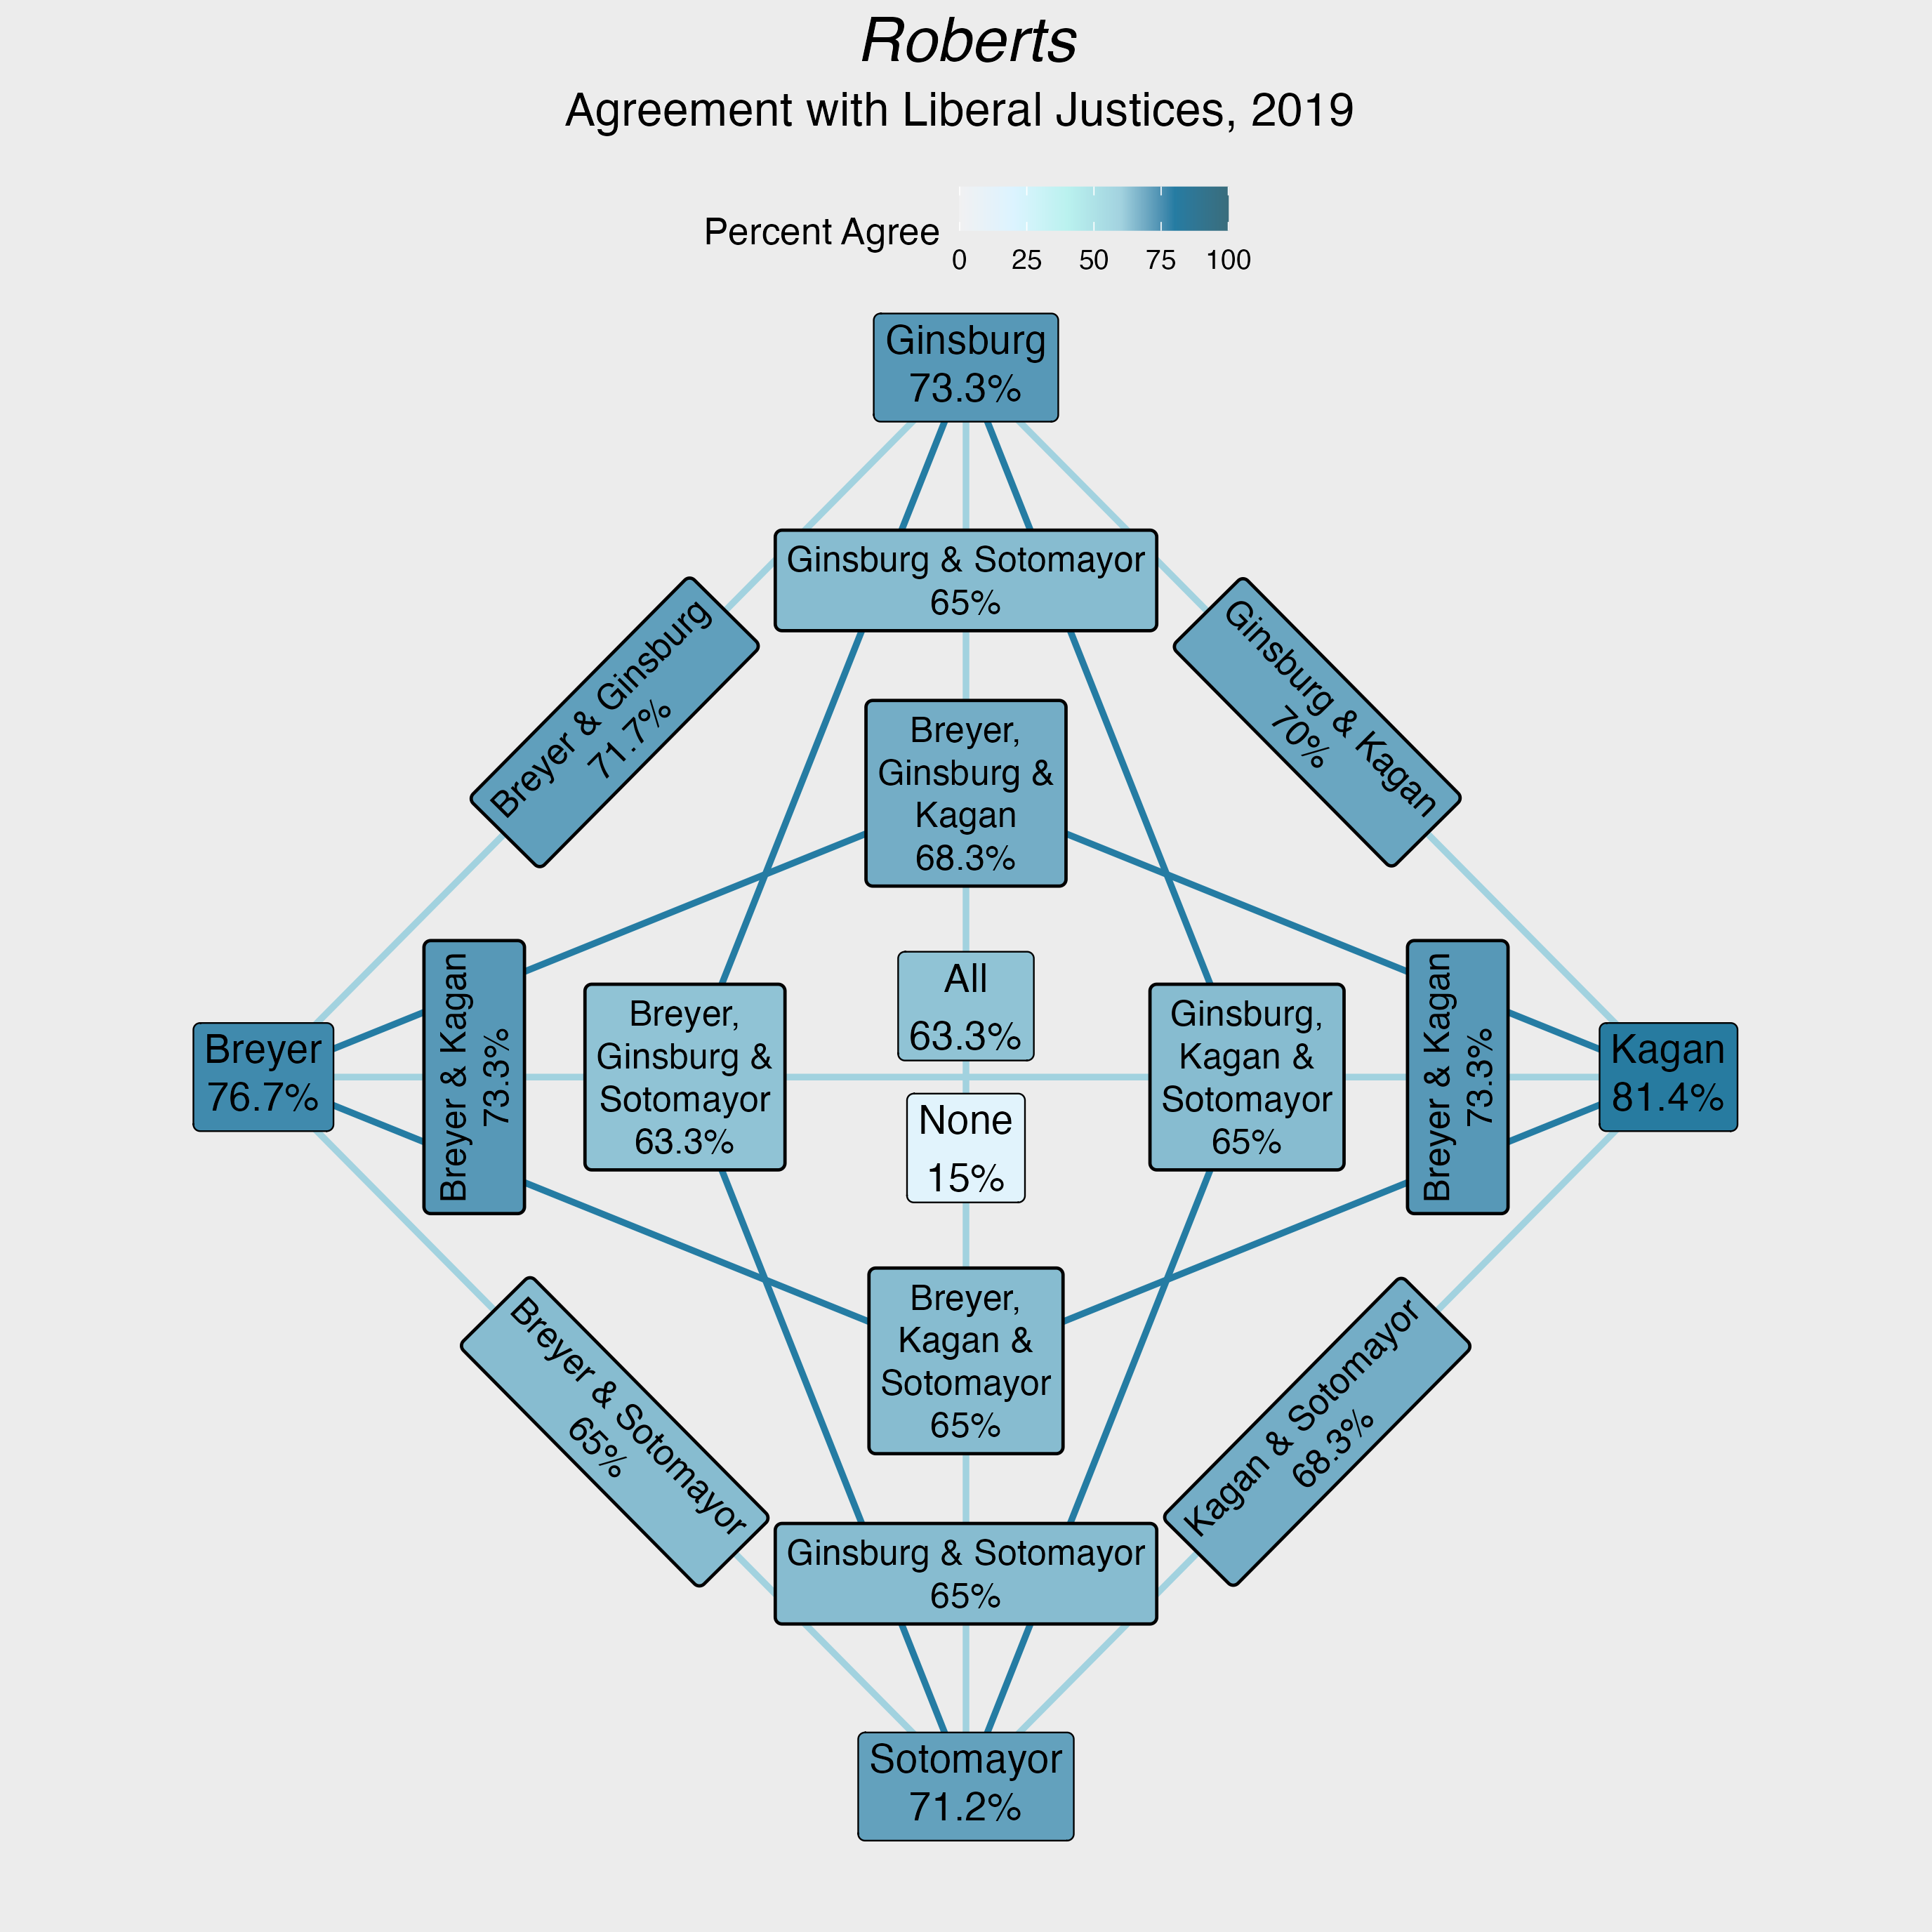 Roberts
Agreement with Liberal Justices, 2019
Percent Agree
0 25 50 75 100
Ginsburg
73.3%
Ginsburg & Sotomayor
65%
Breyer & Ginsburg
71.7%
Ginsburg & Kagan
70%
Breyer,
Ginsburg &
Kagan
68.3%
Breyer
76.7%
Breyer & Kagan
73.3%
Breyer,
Ginsburg &
Sotomayor
63.3%
All
63.3%
None
15%
Ginsburg,
Kagan &
Sotomayor
65%
Breyer & Kagan
73.3%
Kagan
81.4%
Breyer,
Kagan &
Sotomayor
65%
Breyer & Sotomayor
65%
Kagan & Sotomayor
68.3%
Ginsburg & Sotomayor
65%
Sotomayor
71.2%